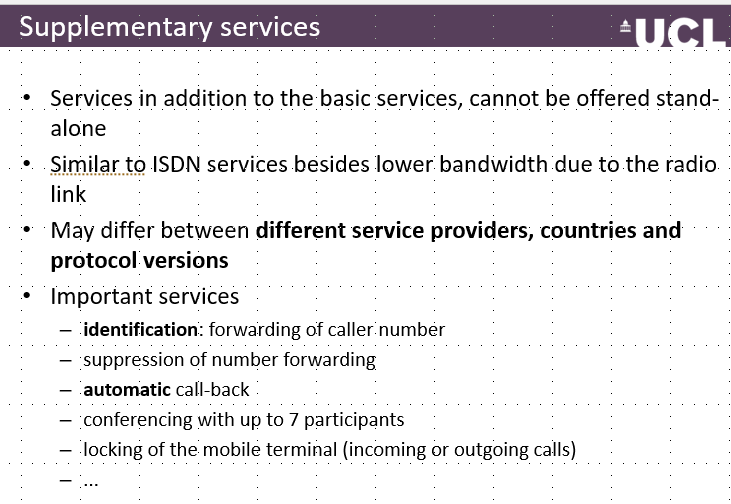 Supplementary services
UCL
• Services in addition to the basic services, cannot be offered stand-
alone
• Similar to ISDN services besides lower bandwidth due to the radio
link
• May differ between different service providers, countries and
protocol versions
• Important services
– identification: forwarding of caller number
– suppression of number forwarding
– automatic call-back
– conferencing with up to 7 participants
– locking of the mobile terminal (incoming or outgoing calls)
– ...